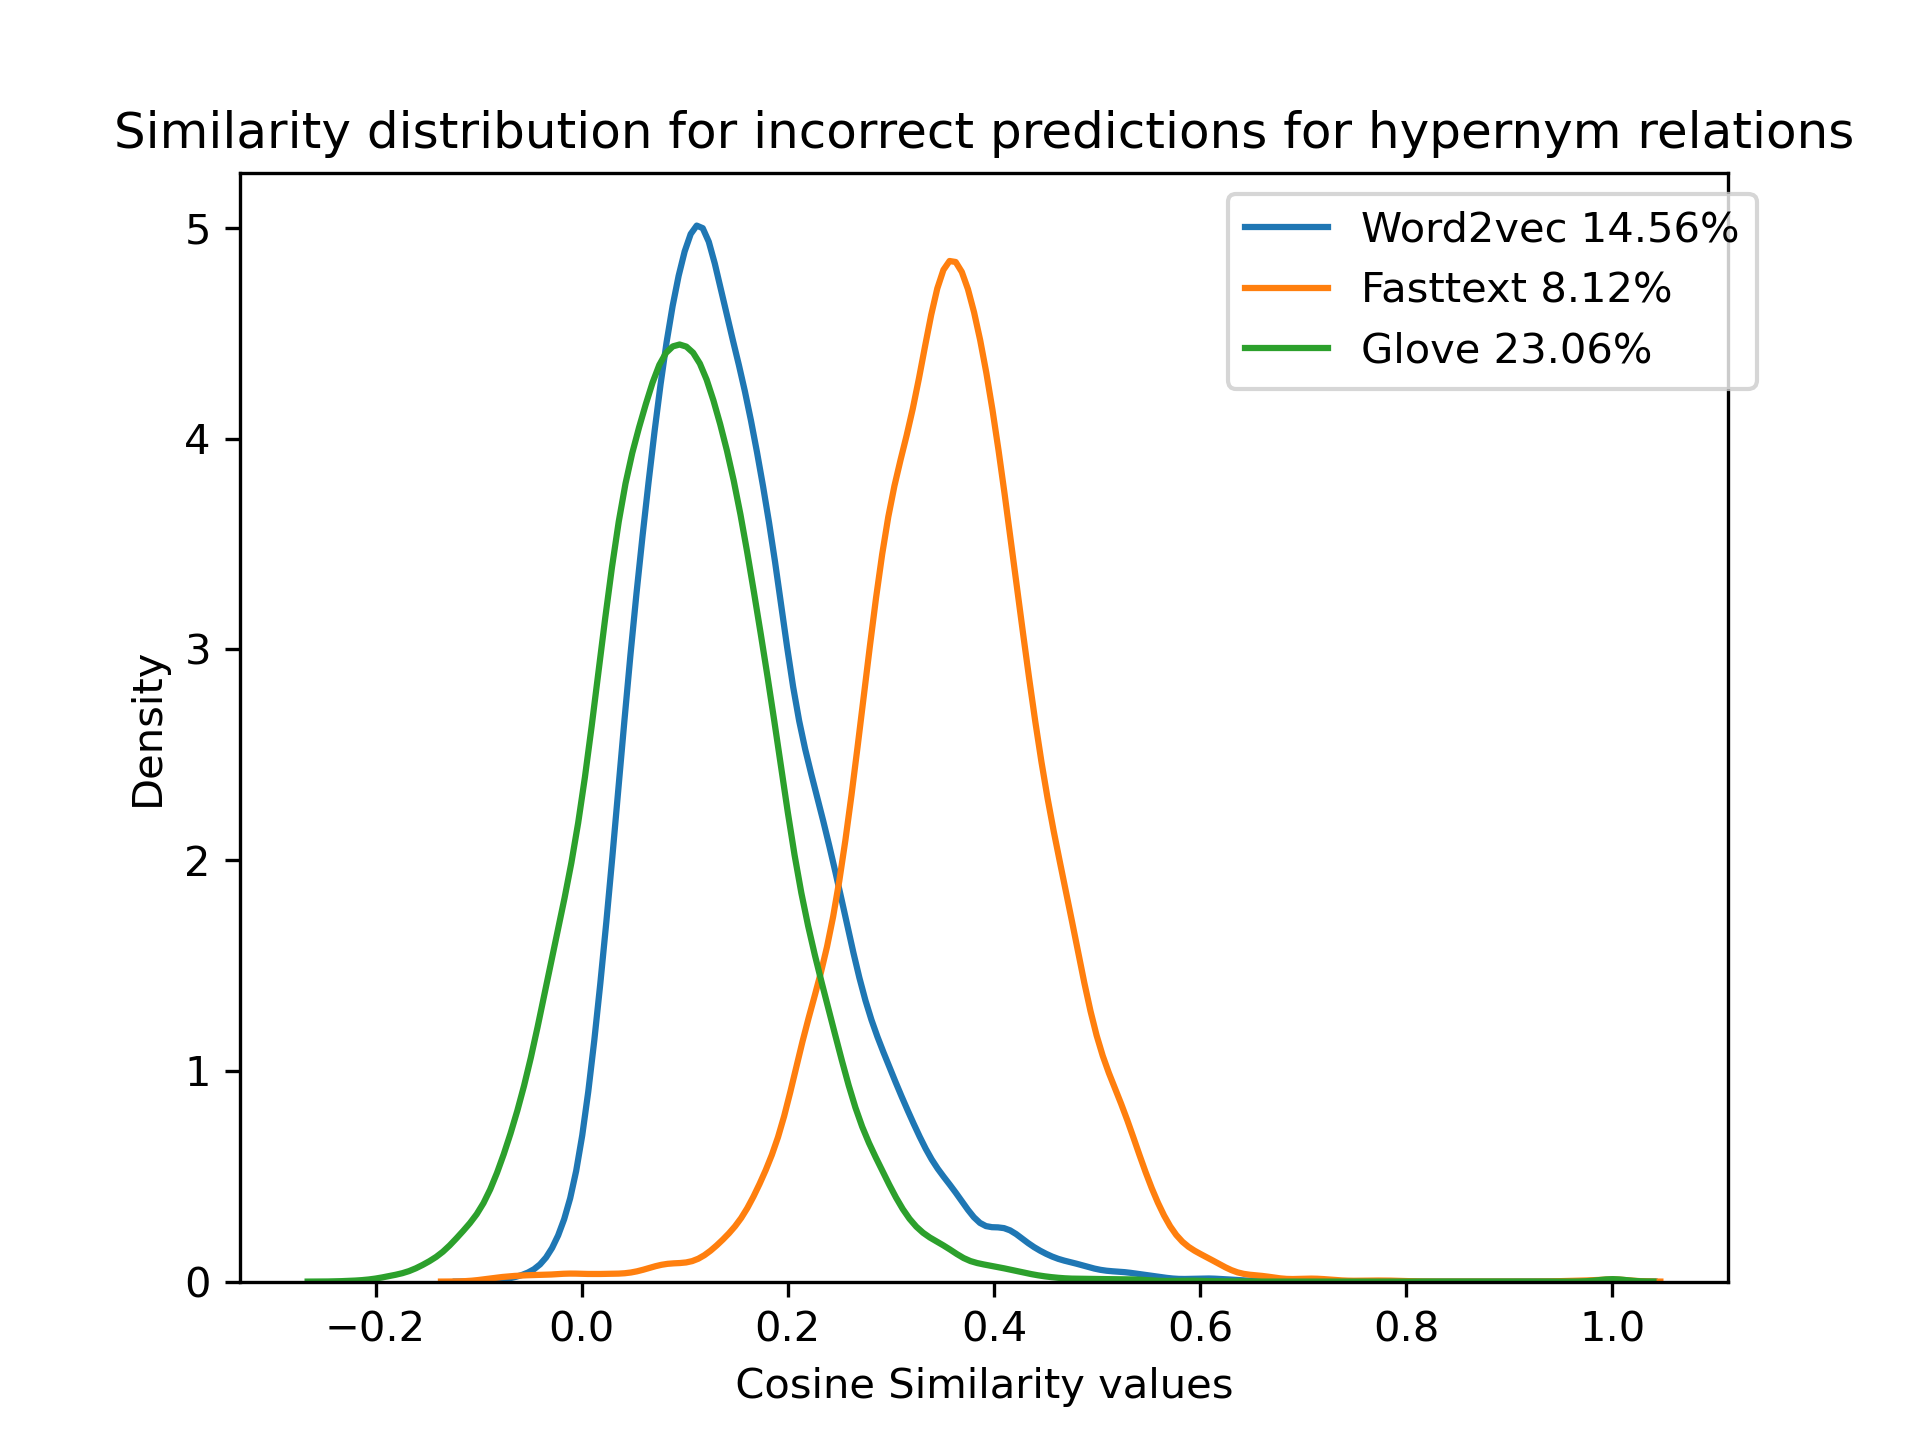 Similarity distribution for incorrect predictions for hypernym relations
Word2vec 14.56%
Fasttext 8.12%
Glove 23.06%
Density
5
4
3
2
1
0
−0.2 0.0 0.2 0.4 0.6 0.8 1.0
Cosine Similarity values